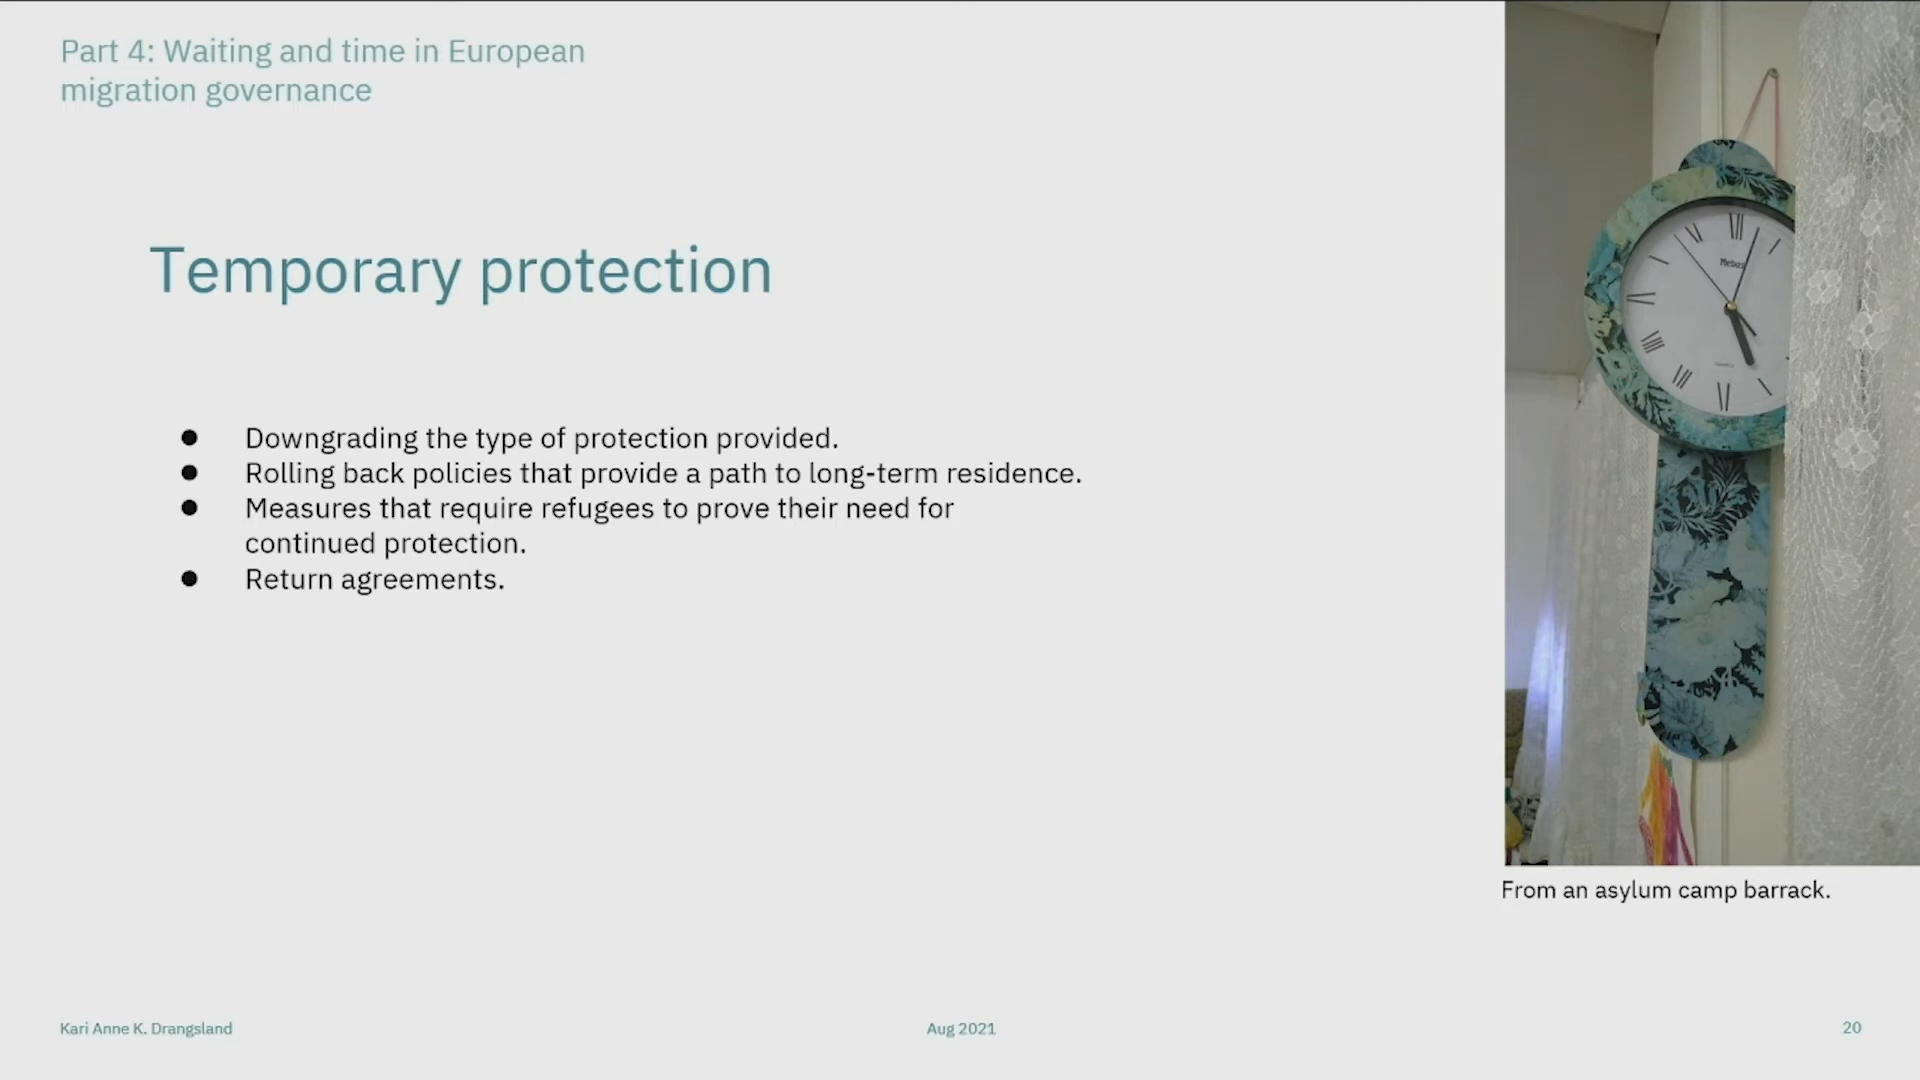 Part 4: Waiting and time in European
migration governance
Temporary protection
● Downgrading the type of protection provided.
● Rolling back policies that provide a path to long-term residence.
● Measures that require refugees to prove their need for
continued protection.
● Return agreements.
From an asylum camp barrack.
Kari Anne K. Drangsland
Aug 2021
20